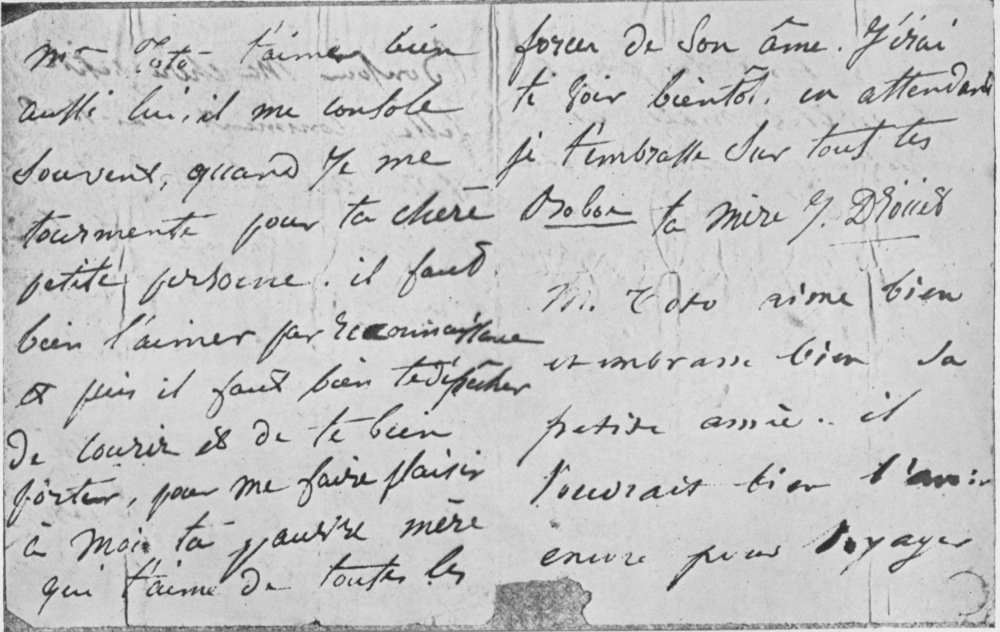 Mr Toto t'aime bien
aussi lui, il me console
souvent, quand je me
tourmente pour ta chère
petite personne. il faut
bien l'aimer par reconnaissance
et puis il faut bien te dépêcher
de courir et de te bien
porter, pour me faire plaisir
à moi, ta pauvre mère
qui t'aime de toutes les
forces de son âme. J'irai
te voir bientôt. en attendant
je t'embrasse sur tout tes
bobos ta mère J. Drouet
M. Toto aime bien
et embrasse bien sa
petite amie. il
voudrait bien l'avoir
encore pour voyager